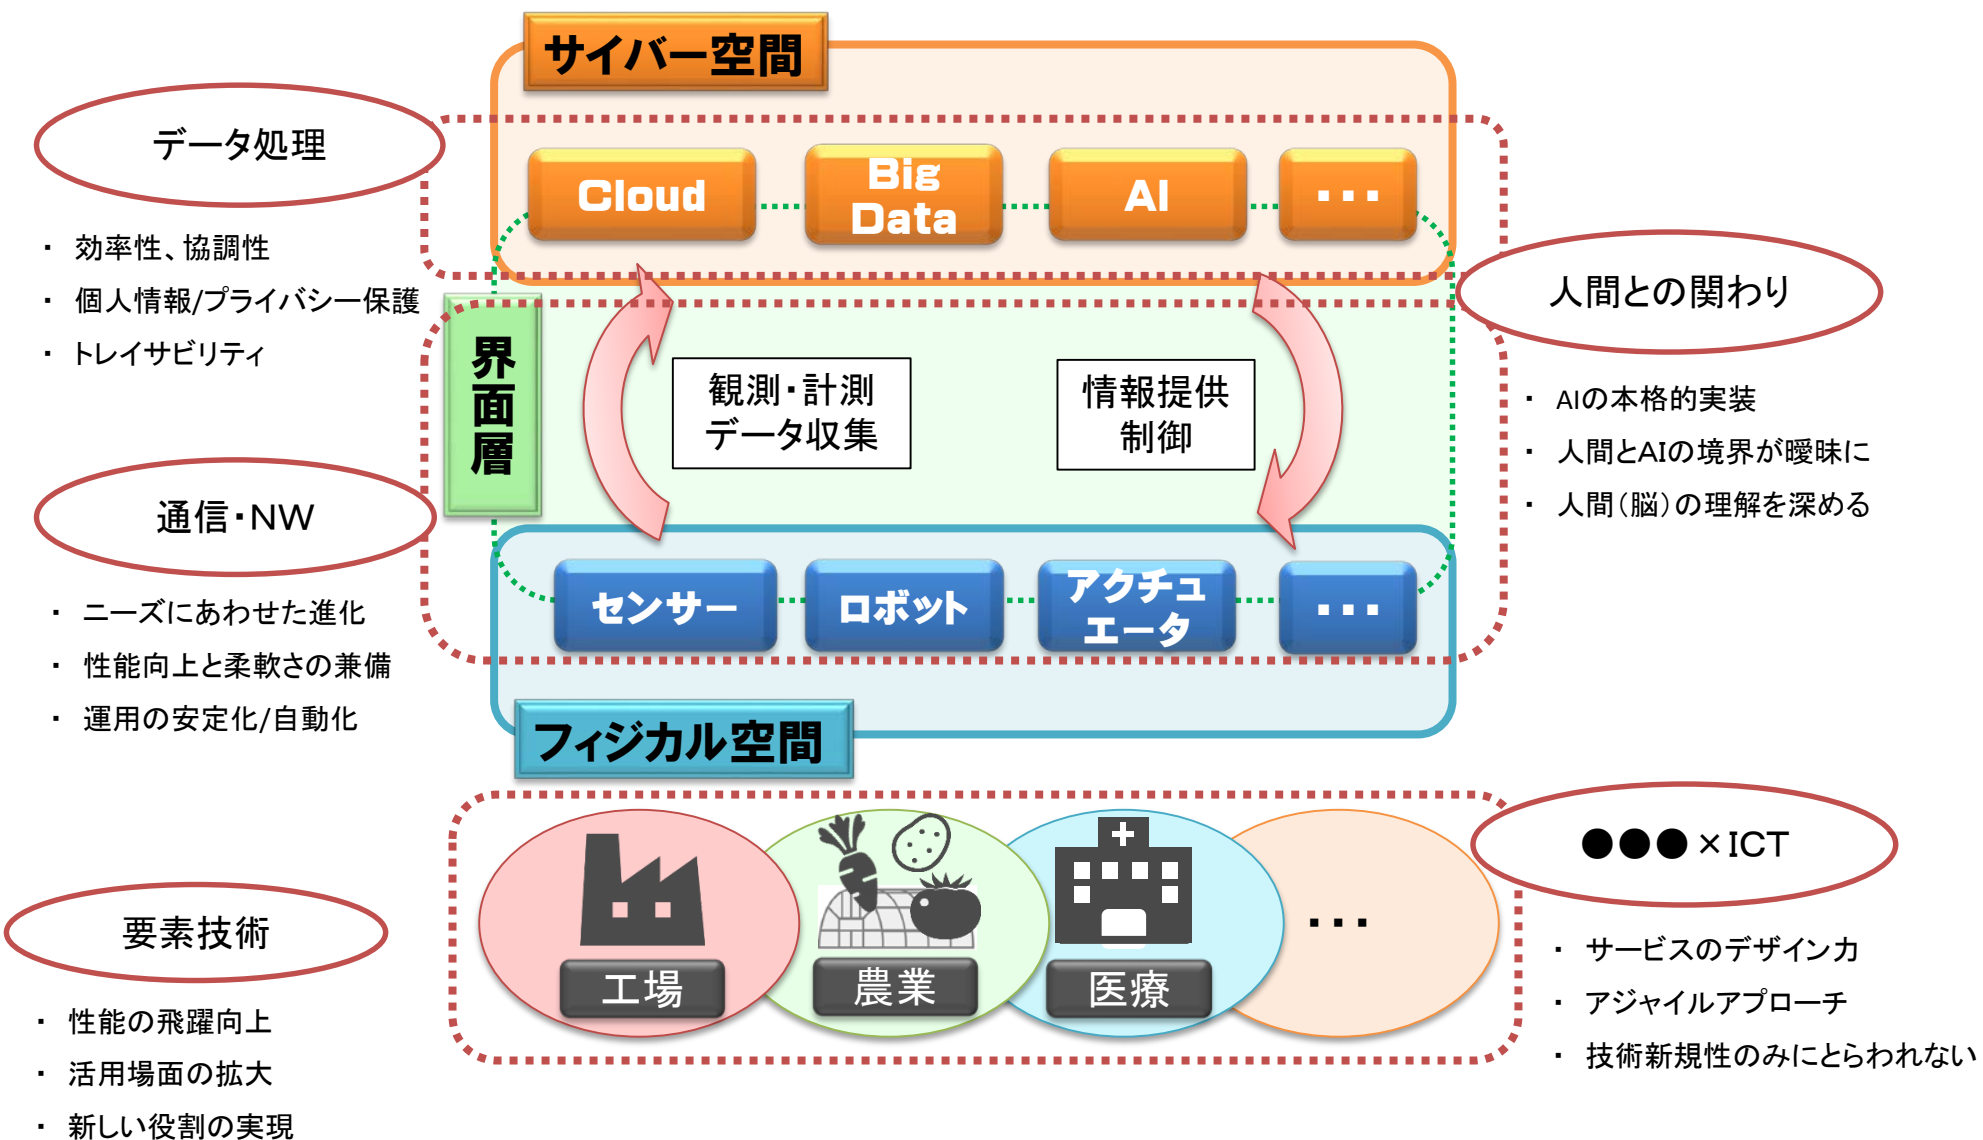 サイバー空間
データ処理
・ 効率性、協調性
・ 個人情報/プライバシー保護
・ トレイサビリティ
Cloud
Big
Data
AI
・・・
人間との関わり
・ AIの本格的実装
・ 人間とAIの境界が曖昧に
・ 人間(脳)の理解を深める
界
面
層
観測・計測
データ収集
情報提供
制御
通信・NW
・ ニーズにあわせた進化
・ 性能向上と柔軟さの兼備
・ 運用の安定化/自動化
センサー
ロボット
アクチュ
エータ
・・・
フィジカル空間
●●●×ICT
・ サービスのデザイン力
・ アジャイルアプローチ
・ 技術新規性のみにとらわれない
要素技術
・ 性能の飛躍向上
・ 活用場面の拡大
・ 新しい役割の実現
工場
農業
医療
・・・